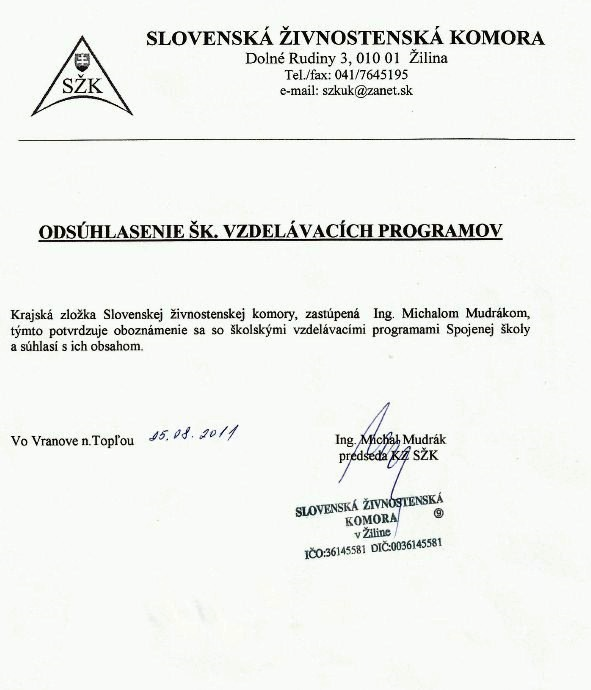 SLOVENSKÁ ŽIVNOSTENSKÁ KOMORA
Dolné Rudiny 3, 010 01 Žilina
Tel./fax: 041/7645195
e-mail: szkuk@zanet.sk
SŽK
ODSÚHLASENIE ŠK. VZDELÁVACÍCH PROGRAMOV
Krajská zložka Slovenskej živnostenskej komory, zastúpená Ing. Michalom Mudrákom,
týmto potvrdzuje oboznámenie sa so školskými vzdelávacími programami Spojenej školy
a súhlasí s ich obsahom.
Vo Vranove n.Topľou 25.08.2011
Ing. Michal Mudrák
predseda KZ SŽK
SLOVENSKÁ ŽIVNOSTENSKÁ
KOMORA ⑨
v Žiline
IČO:36145581 DIČ:0036145581